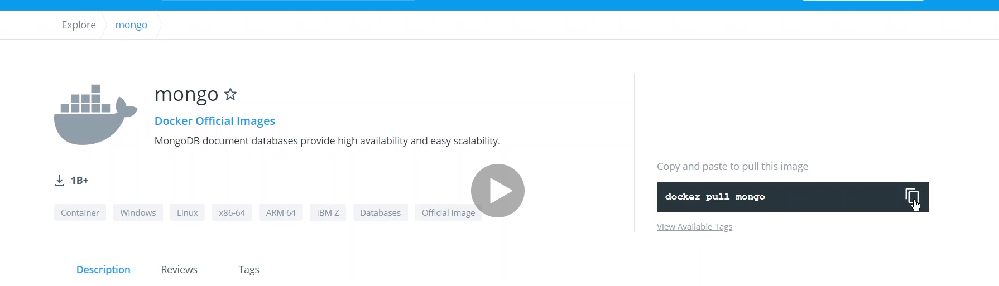 Explore mongo
mongo
Docker Official Images
MongoDB document databases provide high availability and easy scalability.
1B+
Container Windows Linux x86-64 ARM 64 IBM Z Databases Official Image
Copy and paste to pull this image
docker pull mongo
View Available Tags
Description Reviews Tags